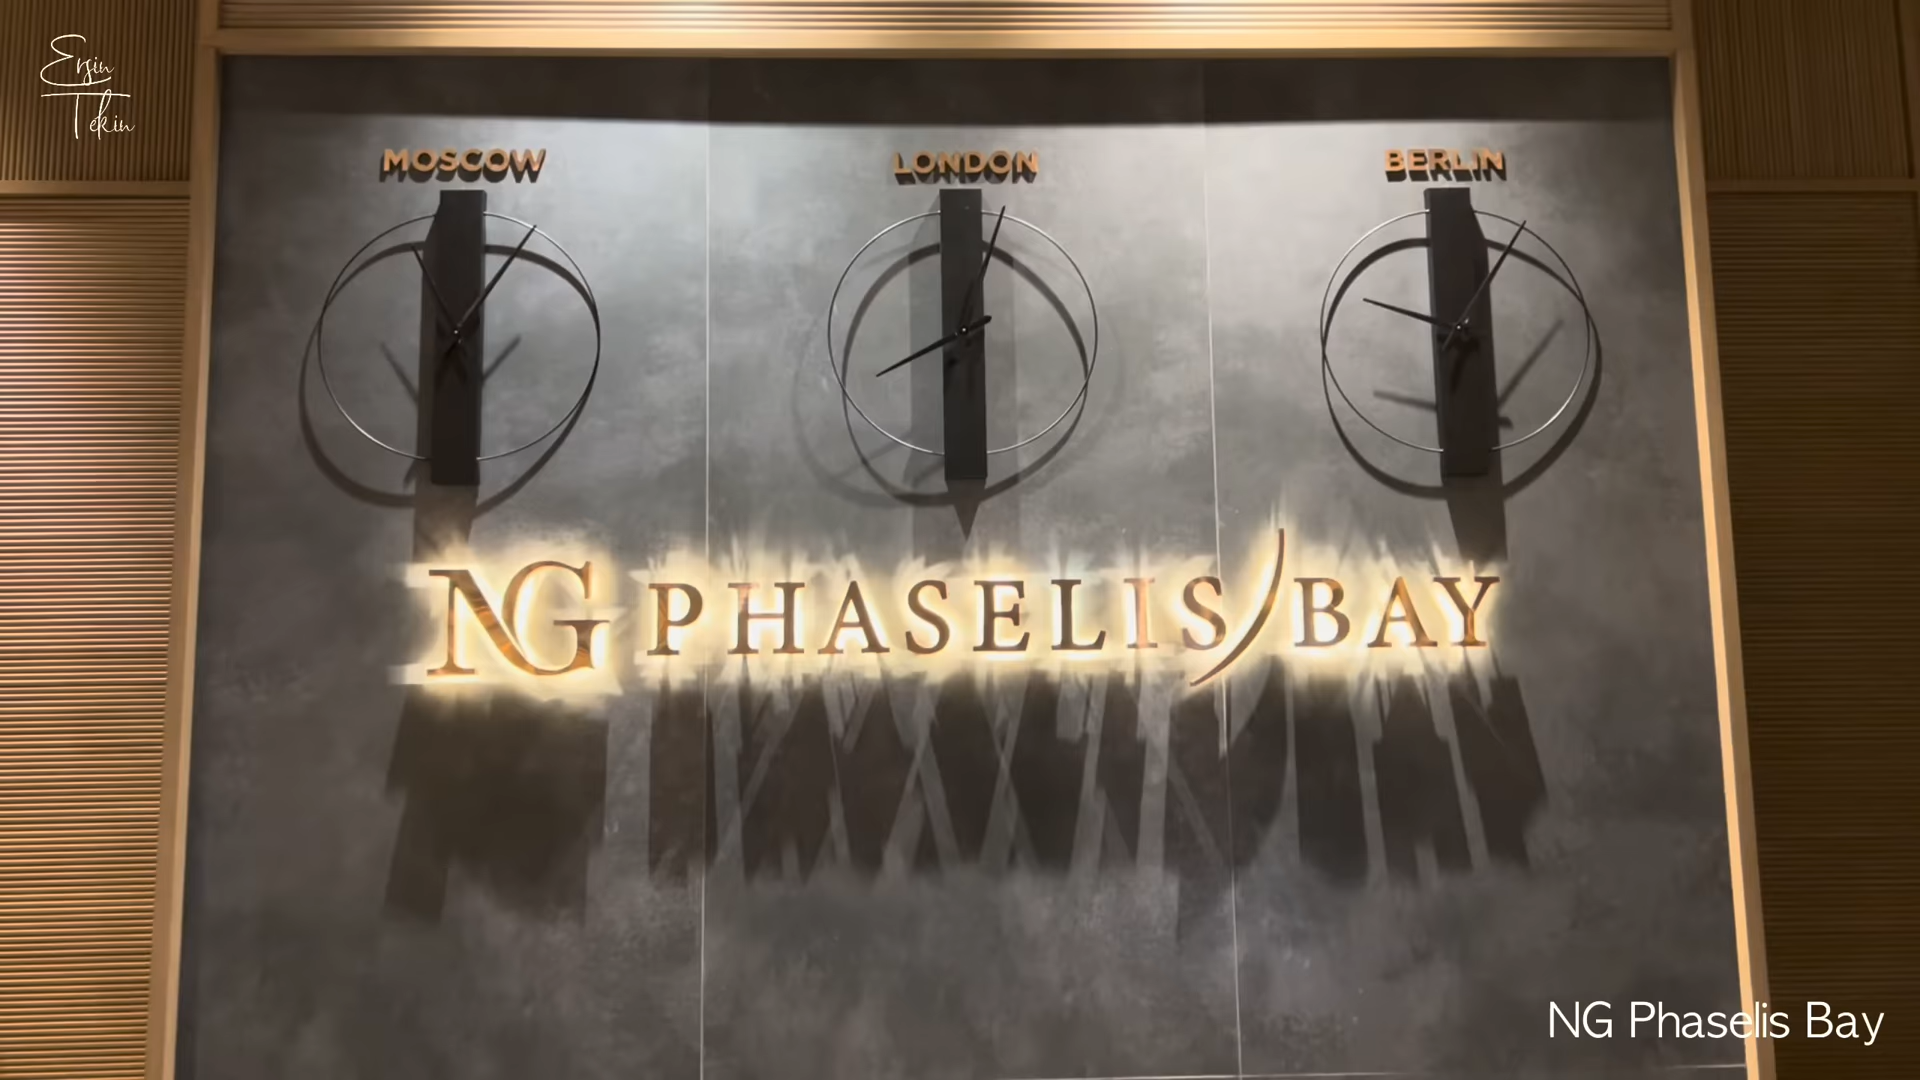 Ersin
Tekin
MOSCOW
LONDON
BERLIN
NG PHASELIS BAY
NG Phaselis Bay